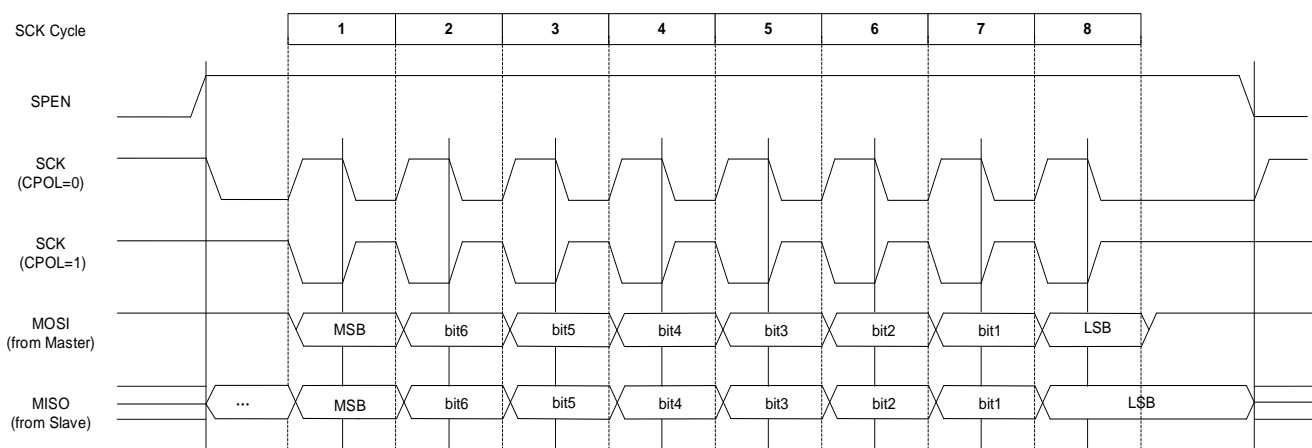 SCK Cycle
1 2 3 4 5 6 7 8
SPEN
SCK
(CPOL=0)
SCK
(CPOL=1)
MOSI
(from Master)
MSB bit6 bit5 bit4 bit3 bit2 bit1 LSB
MISO
(from Slave)
... MSB bit6 bit5 bit4 bit3 bit2 bit1 LSB